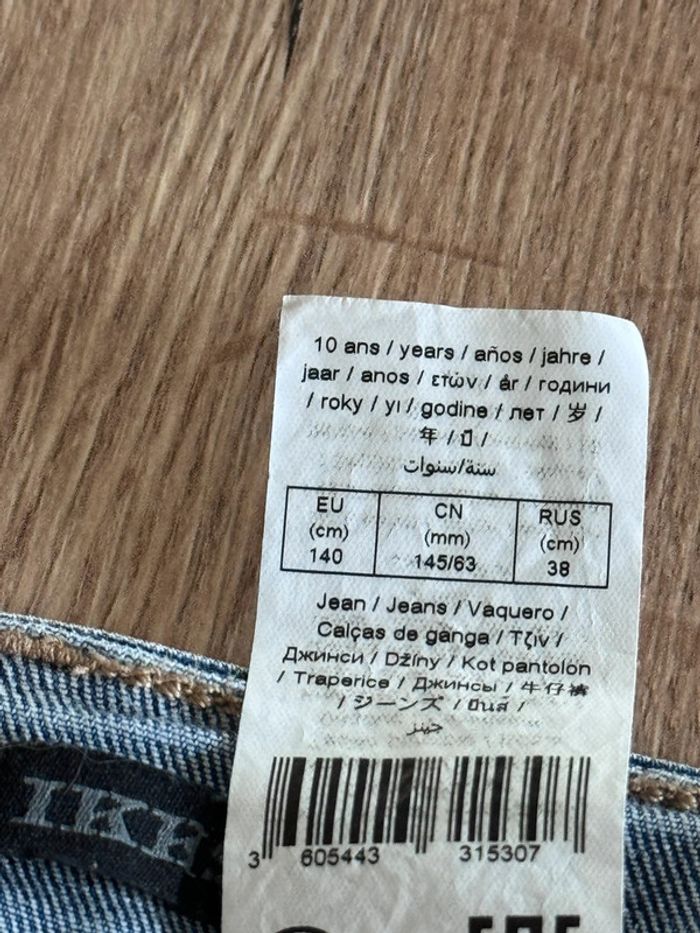 10 ans / years / años / jahre /
jaar / anos / ετών / år / години
/ roky / yı / godine / лет / 岁 /
年 / ปี /
سنة/سنوات
EU (cm) 140
CN (mm) 145/63
RUS (cm) 38
Jean / Jeans / Vaquero /
Calças de ganga / Τζιν /
Джинси / Džíny / Kot pantolon
/ Traperice / Джинсы / 牛仔裤
/ ジーンズ / ยีนส์ /
جينز
3 605443 315307
IKKS